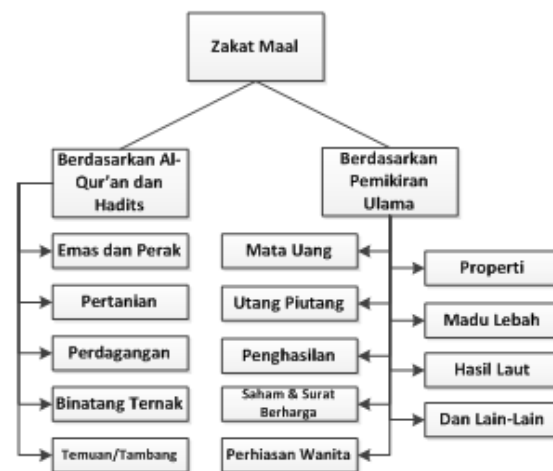 Zakat Maal
Berdasarkan Al-
Qur'an dan
Hadits
Emas dan Perak
Pertanian
Perdagangan
Binatang Ternak
Temuan/Tambang
Berdasarkan
Pemikiran
Ulama
Mata Uang
Utang Piutang
Penghasilan
Saham & Surat
Berharga
Perhiasan Wanita
Properti
Madu Lebah
Hasil Laut
Dan Lain-Lain